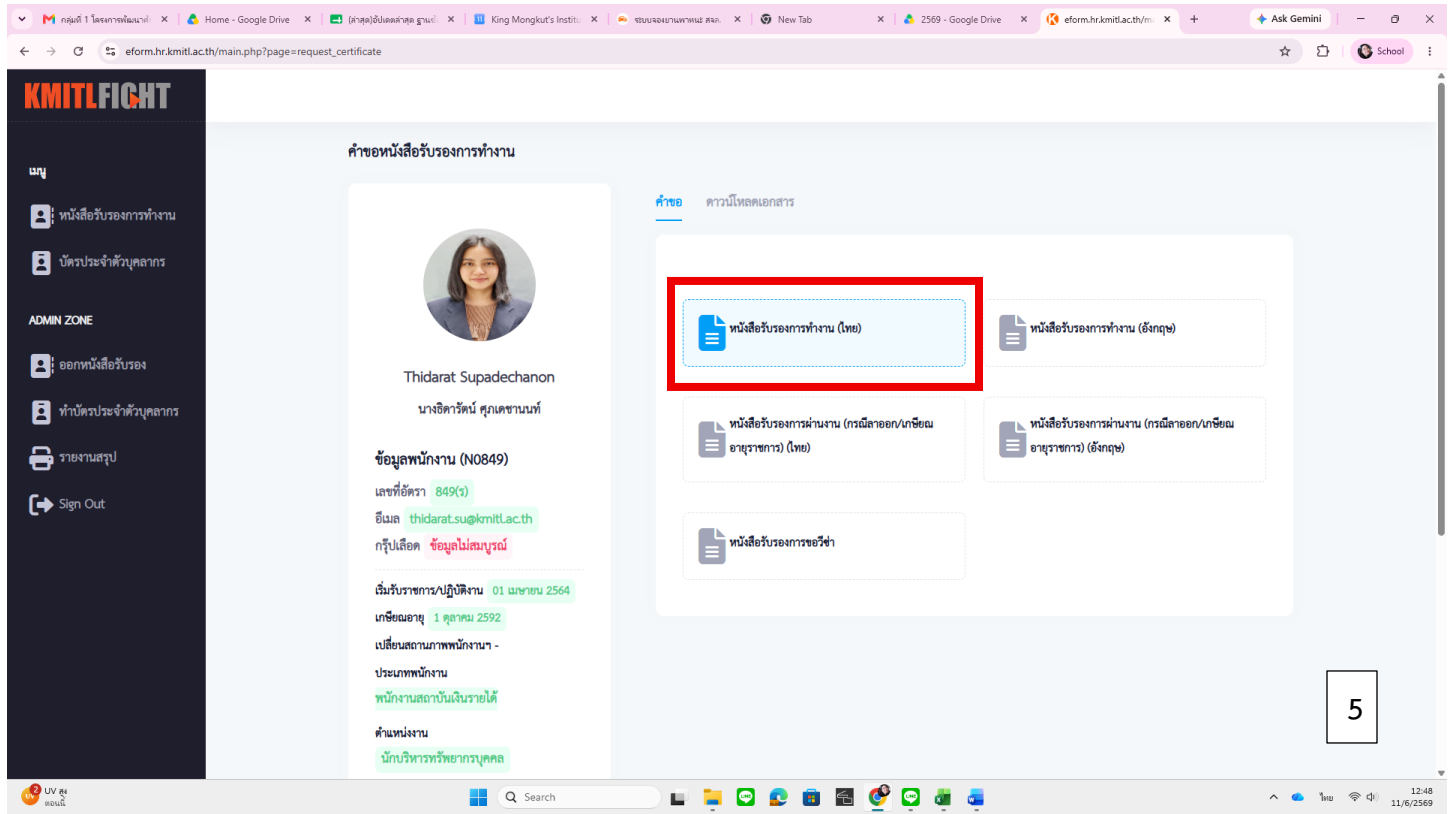 กลุ่มที่ 1 โครงการพัฒนาศั
Home - Google Drive
(ล่าสุด)อัปเดตล่าสุด ฐานข้
King Mongkut's Institu
ระบบจองยานพาหนะ สจล.
New Tab
2569 - Google Drive
eform.hr.kmitl.ac.th/ma
Ask Gemini
eform.hr.kmitl.ac.th/main.php?page=request_certificate
School
KMITLFIGHT
เมนู
หนังสือรับรองการทำงาน
บัตรประจำตัวบุคลากร
ADMIN ZONE
ออกหนังสือรับรอง
ทำบัตรประจำตัวบุคลากร
รายงานสรุป
Sign Out
คำขอหนังสือรับรองการทำงาน
Thidarat Supadechanon
นางธิดารัตน์ ศุภเดชานนท์
ข้อมูลพนักงาน (N0849)
เลขที่อัตรา 849(ร)
อีเมล thidarat.su@kmitl.ac.th
กรุ๊ปเลือด ข้อมูลไม่สมบูรณ์
เริ่มรับราชการ/ปฏิบัติงาน 01 เมษายน 2564
เกษียณอายุ 1 ตุลาคม 2592
เปลี่ยนสถานภาพพนักงานฯ -
ประเภทพนักงาน
พนักงานสถาบันเงินรายได้
ตำแหน่งงาน
นักบริหารทรัพยากรบุคคล
คำขอ ดาวน์โหลดเอกสาร
หนังสือรับรองการทำงาน (ไทย)
หนังสือรับรองการทำงาน (อังกฤษ)
หนังสือรับรองการผ่านงาน (กรณีลาออก/เกษียณ
อายุราชการ) (ไทย)
หนังสือรับรองการผ่านงาน (กรณีลาออก/เกษียณ
อายุราชการ) (อังกฤษ)
หนังสือรับรองการขอวีซ่า
5
2
UV สูง
ตอนนี้
Search
ไทย
12:48
11/6/2569